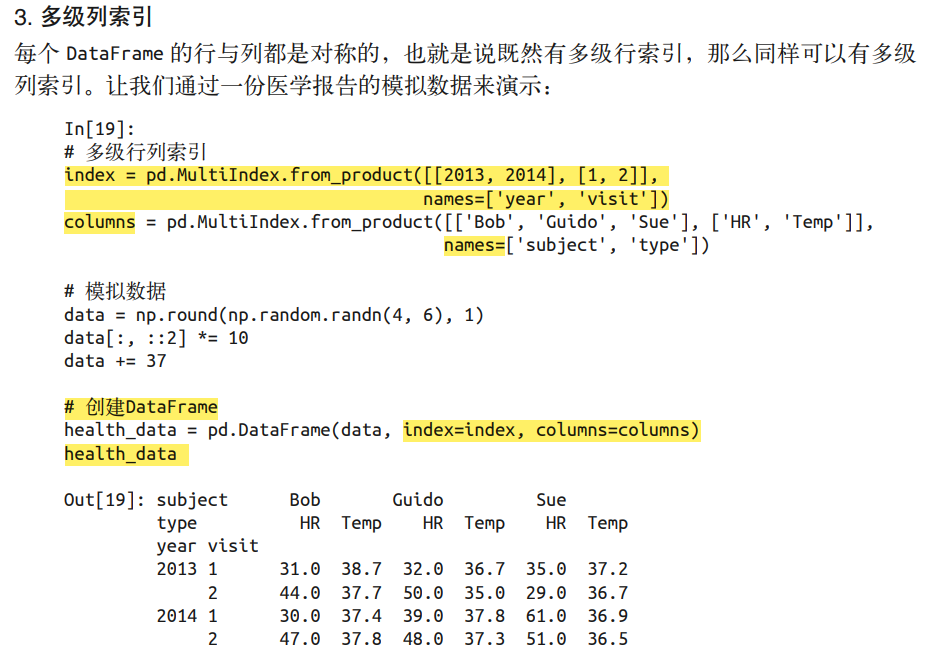 3. 多级列索引
每个 DataFrame 的行与列都是对称的，也就是说既然有多级行索引，那么同样可以有多级
列索引。让我们通过一份医学报告的模拟数据来演示：
In[19]:
# 多级行列索引
index = pd.MultiIndex.from_product([[2013, 2014], [1, 2]],
names=['year', 'visit'])
columns = pd.MultiIndex.from_product([['Bob', 'Guido', 'Sue'], ['HR', 'Temp']],
names=['subject', 'type'])
# 模拟数据
data = np.round(np.random.randn(4, 6), 1)
data[:, ::2] *= 10
data += 37
# 创建DataFrame
health_data = pd.DataFrame(data, index=index, columns=columns)
health_data
Out[19]: subject Bob Guido Sue
type HR Temp HR Temp HR Temp
year visit
2013 1 31.0 38.7 32.0 36.7 35.0 37.2
2 44.0 37.7 50.0 35.0 29.0 36.7
2014 1 30.0 37.4 39.0 37.8 61.0 36.9
2 47.0 37.8 48.0 37.3 51.0 36.5